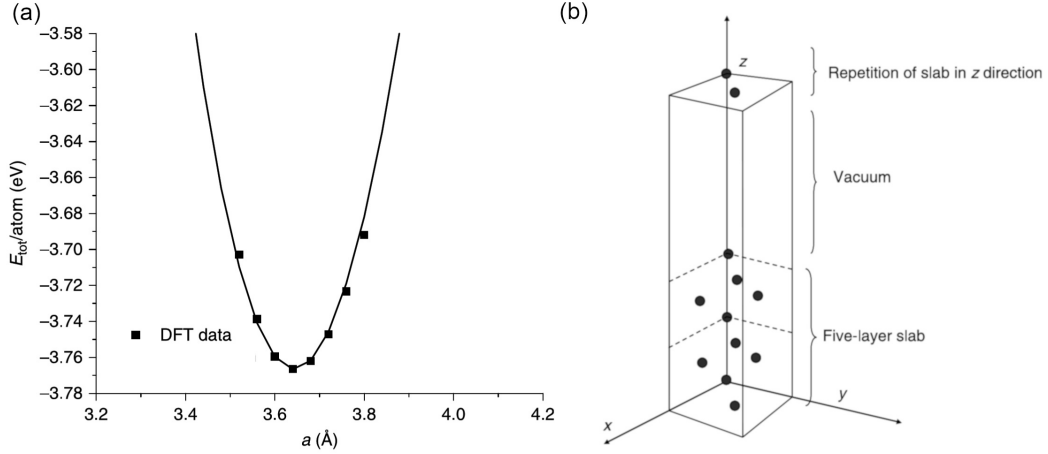 (a)
−3.58
−3.60
−3.62
−3.64
−3.66
−3.68
−3.70
−3.72
−3.74
−3.76
−3.78
E_tot/atom (eV)
DFT data
3.2 3.4 3.6 3.8 4.0 4.2
a (Å)
(b)
z
Repetition of slab in z direction
Vacuum
Five-layer slab
y
x